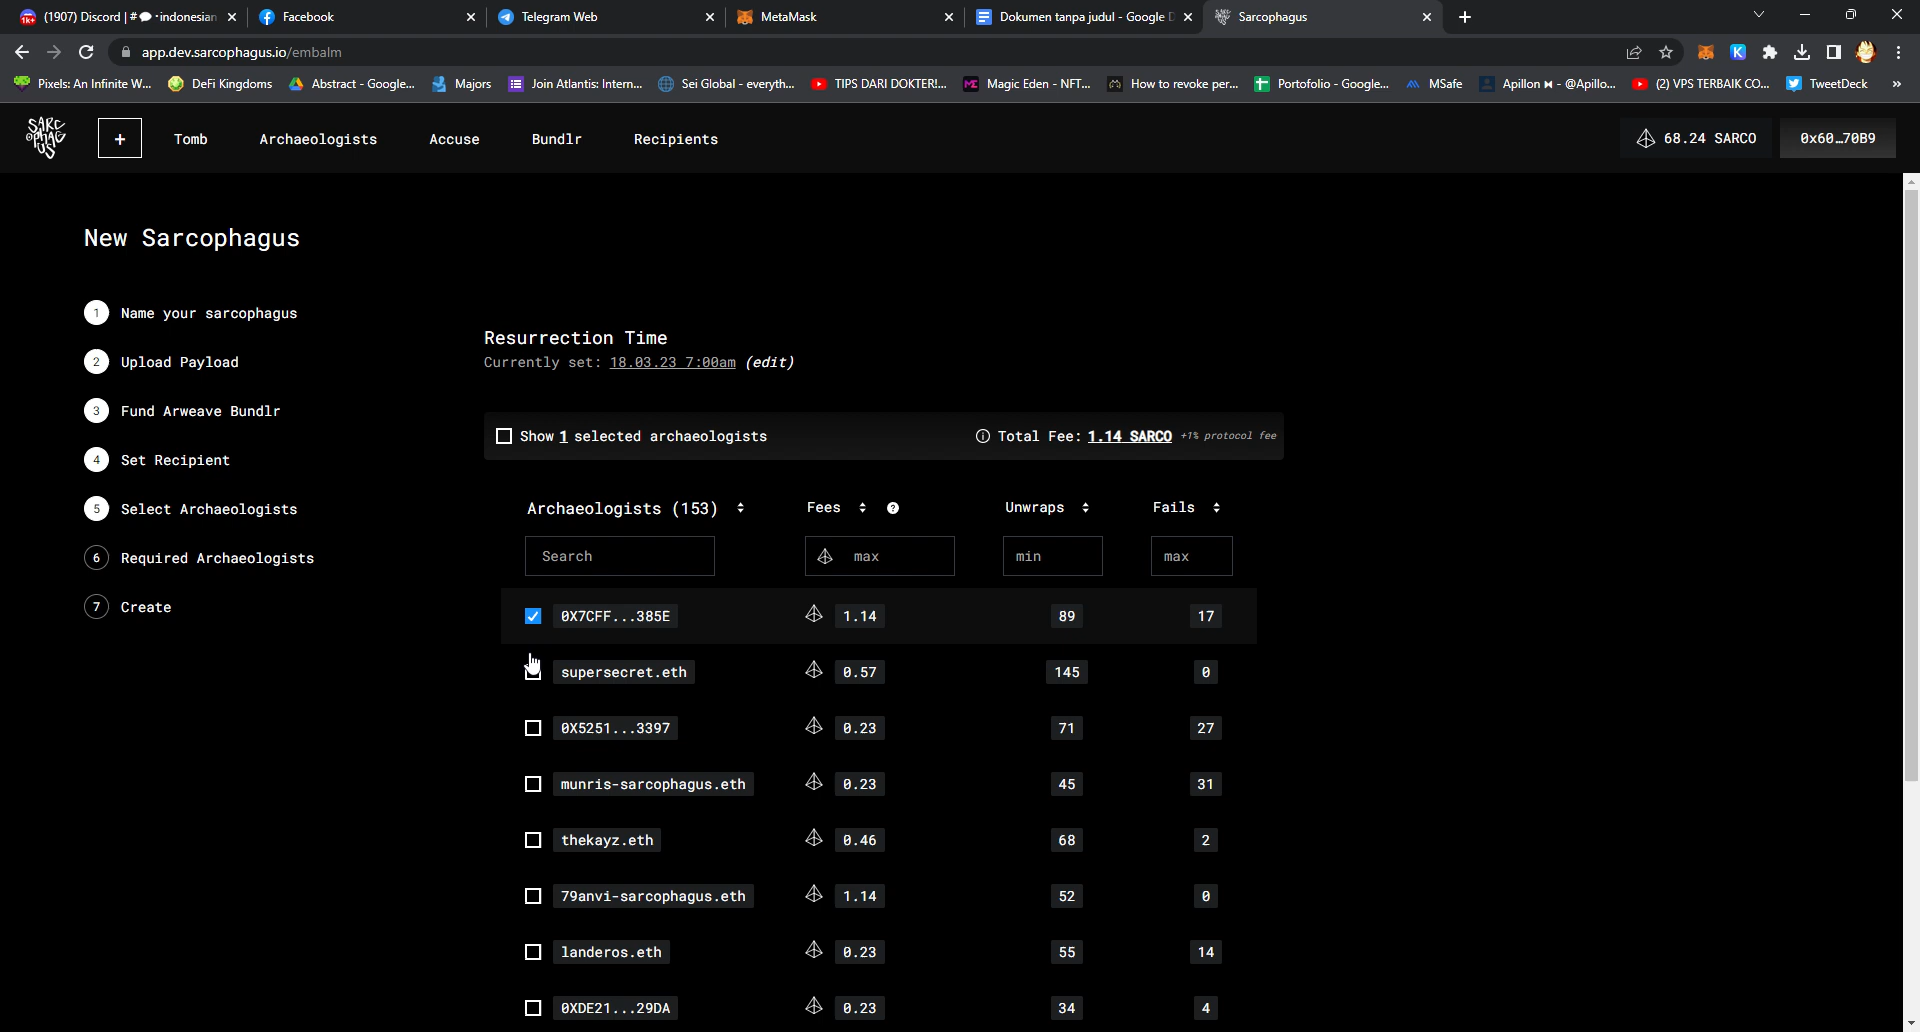 (1907) Discord | # 💬・indonesian
Facebook
Telegram Web
MetaMask
Dokumen tanpa judul - Google D
Sarcophagus
app.dev.sarcophagus.io/embalm
Pixels: An Infinite W...
DeFi Kingdoms
Abstract - Google...
Majors
Join Atlantis: Intern...
Sei Global - everyth...
TIPS DARI DOKTER!...
Magic Eden - NFT...
How to revoke per...
Portofolio - Google...
MSafe
Apillon ⧓ - @Apillo...
(2) VPS TERBAIK CO...
TweetDeck
»
SARCOPHAGUS
+
Tomb
Archaeologists
Accuse
Bundlr
Recipients
68.24 SARCO
0x60…70B9
New Sarcophagus
1 Name your sarcophagus
2 Upload Payload
3 Fund Arweave Bundlr
4 Set Recipient
5 Select Archaeologists
6 Required Archaeologists
7 Create
Resurrection Time
Currently set: 18.03.23 7:00am (edit)
Show 1 selected archaeologists
Total Fee: 1.14 SARCO +1% protocol fee
Archaeologists (153) Fees Unwraps Fails
Search max min max
0X7CFF...385E 1.14 89 17
supersecret.eth 0.57 145 0
0X5251...3397 0.23 71 27
munris-sarcophagus.eth 0.23 45 31
thekayz.eth 0.46 68 2
79anvi-sarcophagus.eth 1.14 52 0
landeros.eth 0.23 55 14
0XDE21...29DA 0.23 34 4